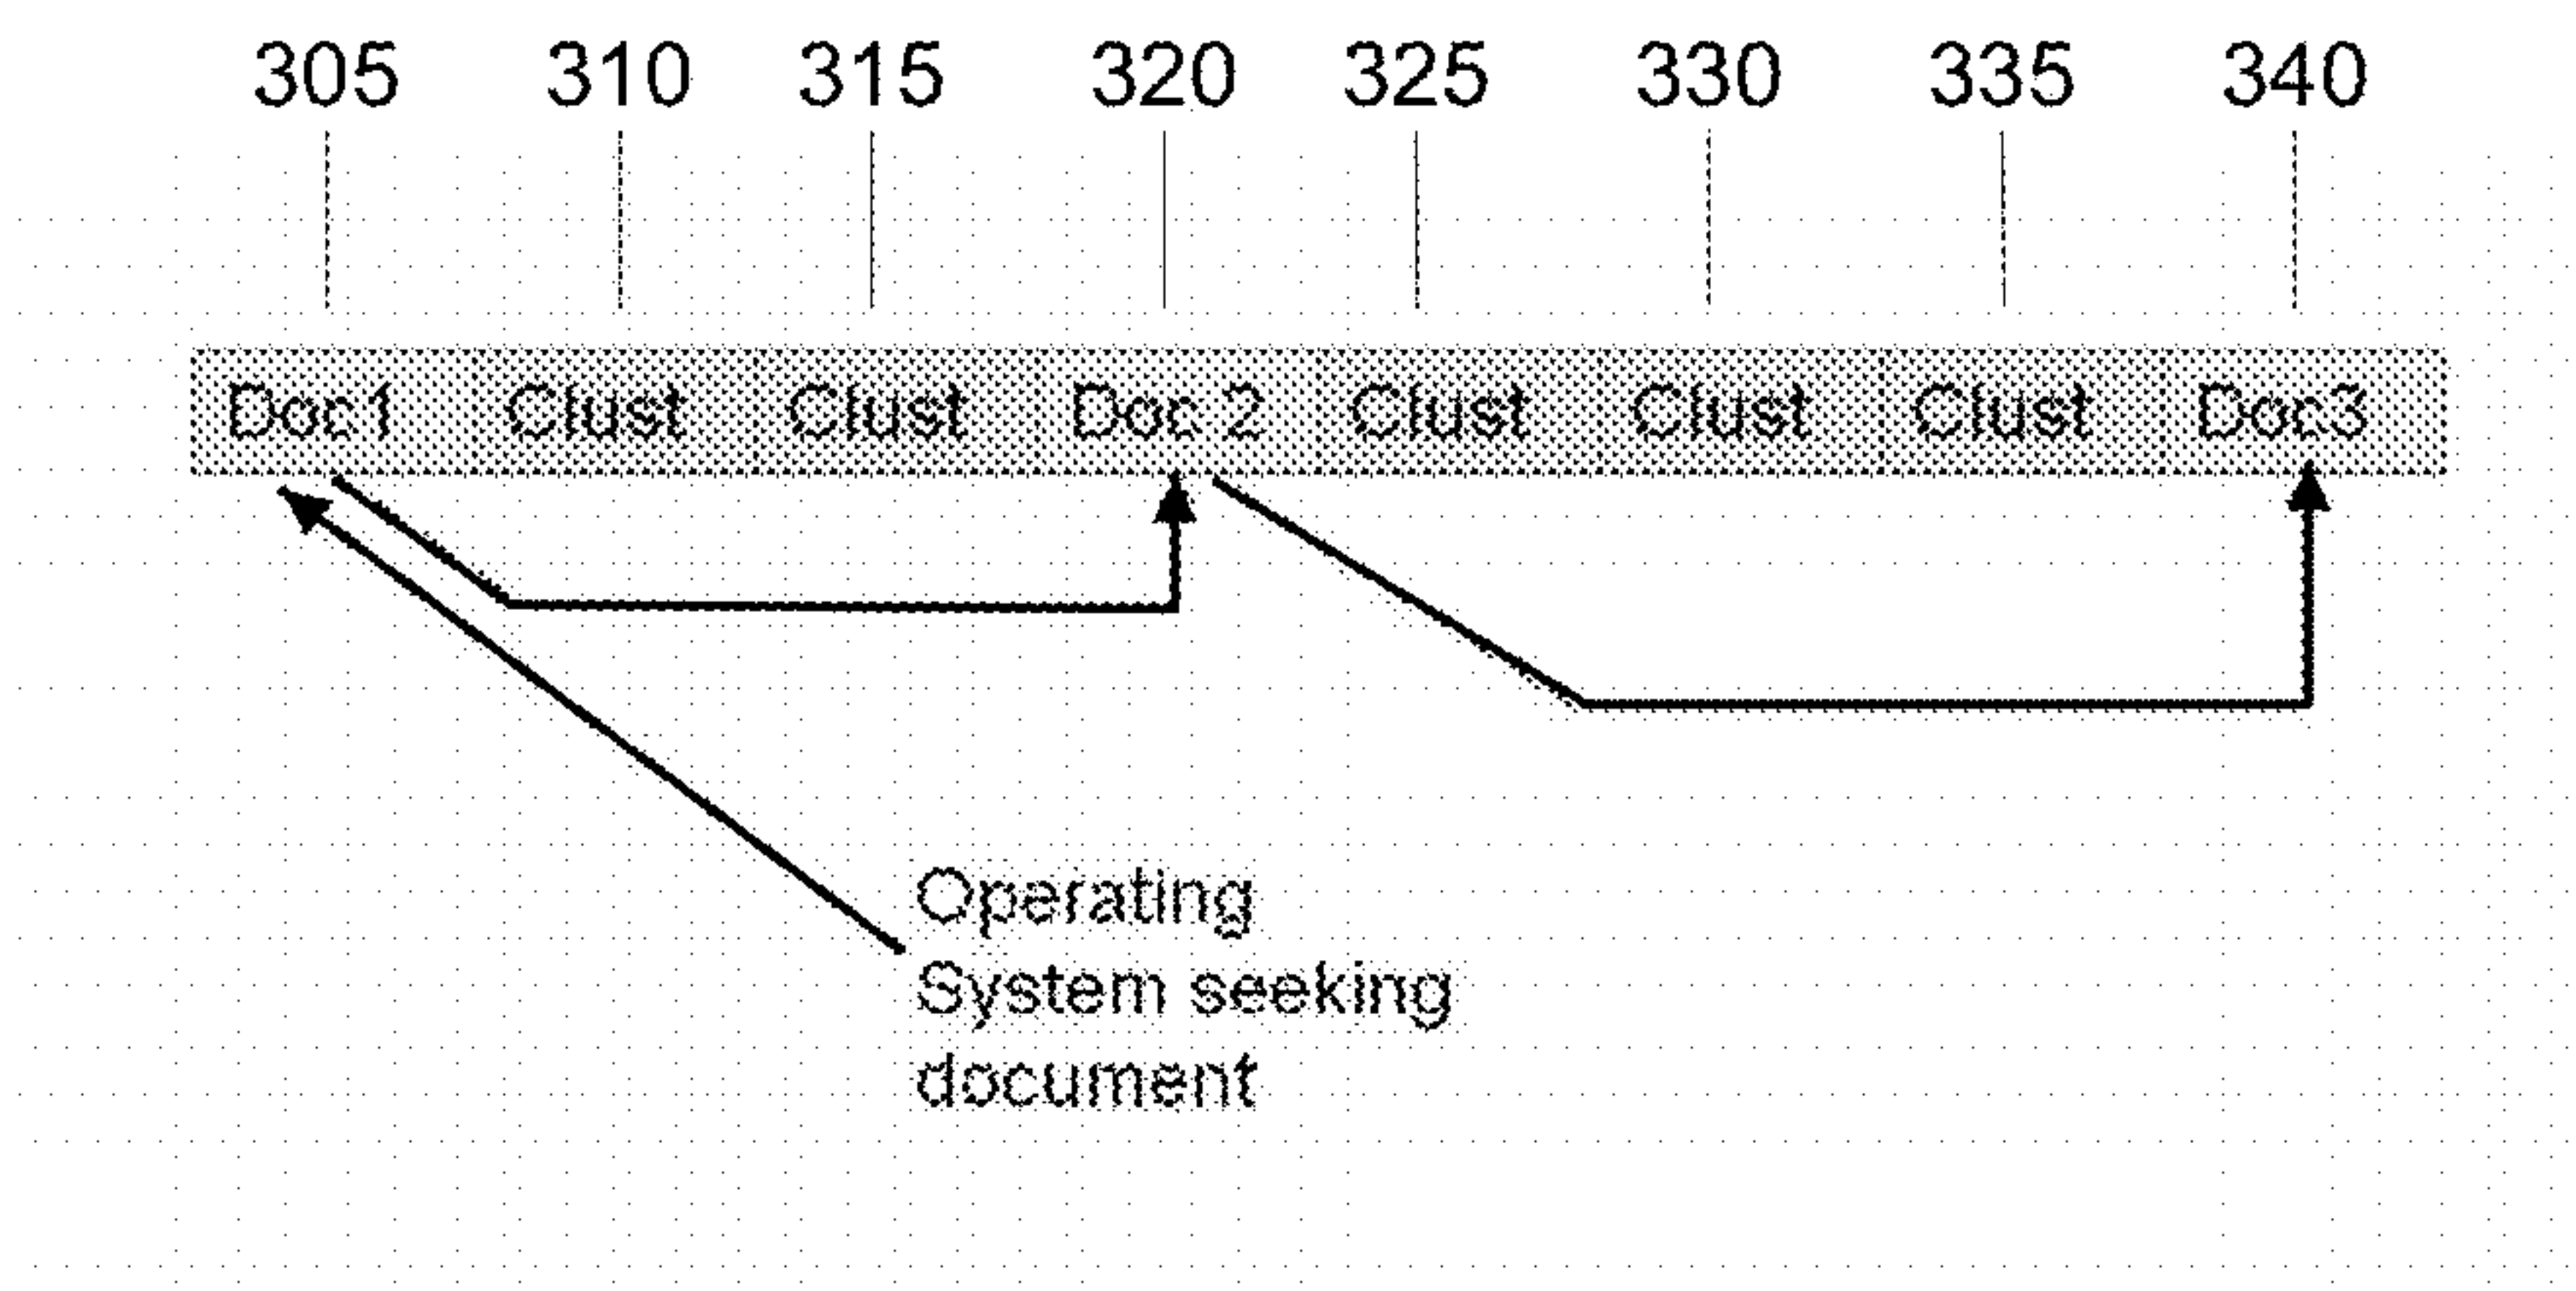 305 310 315 320 325 330 335 340
Doc1 Clust Clust Doc 2 Clust Clust Clust Doc3
Operating
System seeking
document